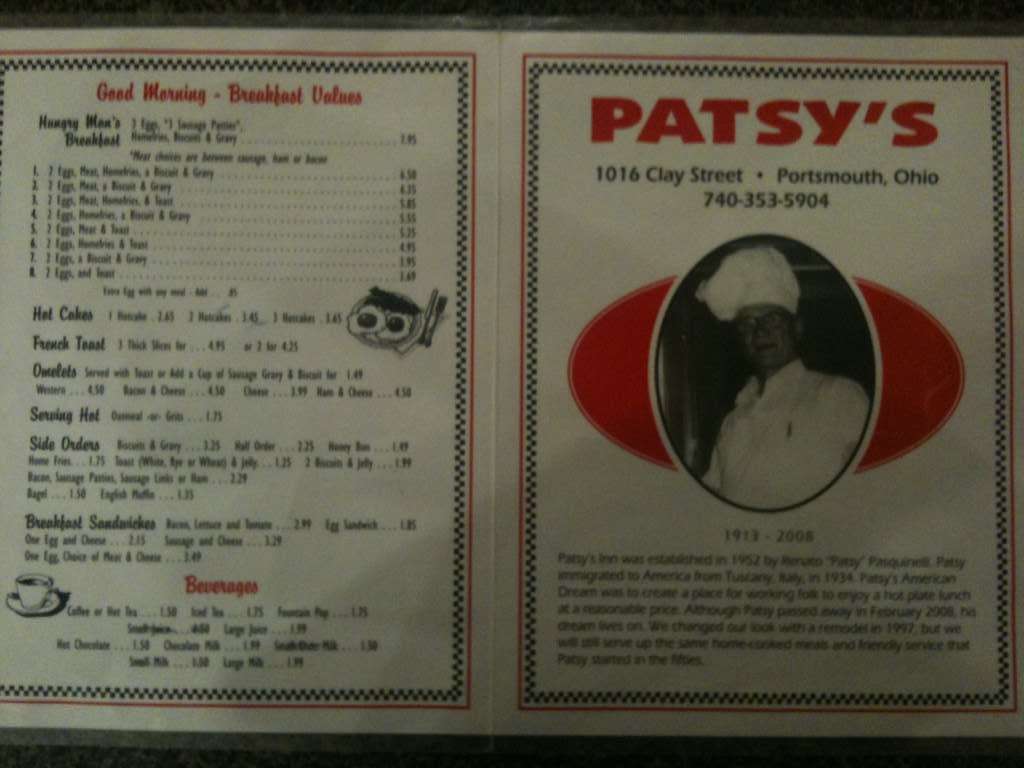 Good Morning - Breakfast Values
Hungry Man's Breakfast 3 Eggs, "3 Sausage Patties",
Homefries, Biscuits & Gravy 7.95
*Meat choices are between sausage, ham or bacon
1. 2 Eggs, Meat, Homefries, a Biscuit & Gravy 6.50
2. 2 Eggs, Meat, a Biscuit & Gravy 6.35
3. 2 Eggs, Meat, Homefries, & Toast 5.85
4. 2 Eggs, Homefries, a Biscuit & Gravy 5.55
5. 2 Eggs, Meat & Toast 5.25
6. 2 Eggs, Homefries & Toast 4.95
7. 2 Eggs, a Biscuit & Gravy 3.95
8. 2 Eggs, and Toast 3.69
Extra Egg with any meal - Add . . . .85
Hot Cakes 1 Hotcake . 2.65 2 Hotcakes . 3.45 3 Hotcakes . 3.65
French Toast 3 Thick Slices for . . . 4.95 or 2 for 4.25
Omelets Served with Toast or Add a Cup of Sausage Gravy & Biscuit for 1.49
Western . . . 4.50 Bacon & Cheese . . . 4.50 Cheese . . . 3.99 Ham & Cheese . . . 4.50
Serving Hot Oatmeal -or- Grits . . . 1.75
Side Orders Biscuits & Gravy . . . 3.25 Half Order . . . 2.25 Honey Bun . . . 1.49
Home Fries . . . 1.75 Toast (White, Rye or Wheat) & Jelly . . . 1.25 2 Biscuits & Jelly . . . 1.99
Bacon, Sausage Patties, Sausage Links or Ham . . . 2.29
Bagel . . . 1.50 English Muffin . . . 1.35
Breakfast Sandwiches Bacon, Lettuce and Tomato . . . 2.99 Egg Sandwich . . . 1.85
One Egg and Cheese . . . 2.15 Sausage and Cheese . . . 3.29
One Egg, Choice of Meat & Cheese . . . 3.49
Beverages
Coffee or Hot Tea . . . 1.50 Iced Tea . . . 1.75 Fountain Pop . . . 1.75
Small Juice Large Juice . . . 1.99
Hot Chocolate . . . 1.50 Chocolate Milk . . . 1.99 Small Milk . . . 1.50
Small Milk . . . 1.50 Large Milk . . . 1.99
PATSY'S
1016 Clay Street • Portsmouth, Ohio
740-353-5904
1913 - 2008
Patsy's Inn was established in 1952 by Renato "Patsy" Pasquinelli. Patsy
immigrated to America from Tuscany, Italy, in 1934. Patsy's American
Dream was to create a place for working folk to enjoy a hot plate lunch
at a reasonable price. Although Patsy passed away in February 2008, his
dream lives on. We changed our look with a remodel in 1997, but we
will still serve up the same home-cooked meals and friendly service that
Patsy started in the fifties.